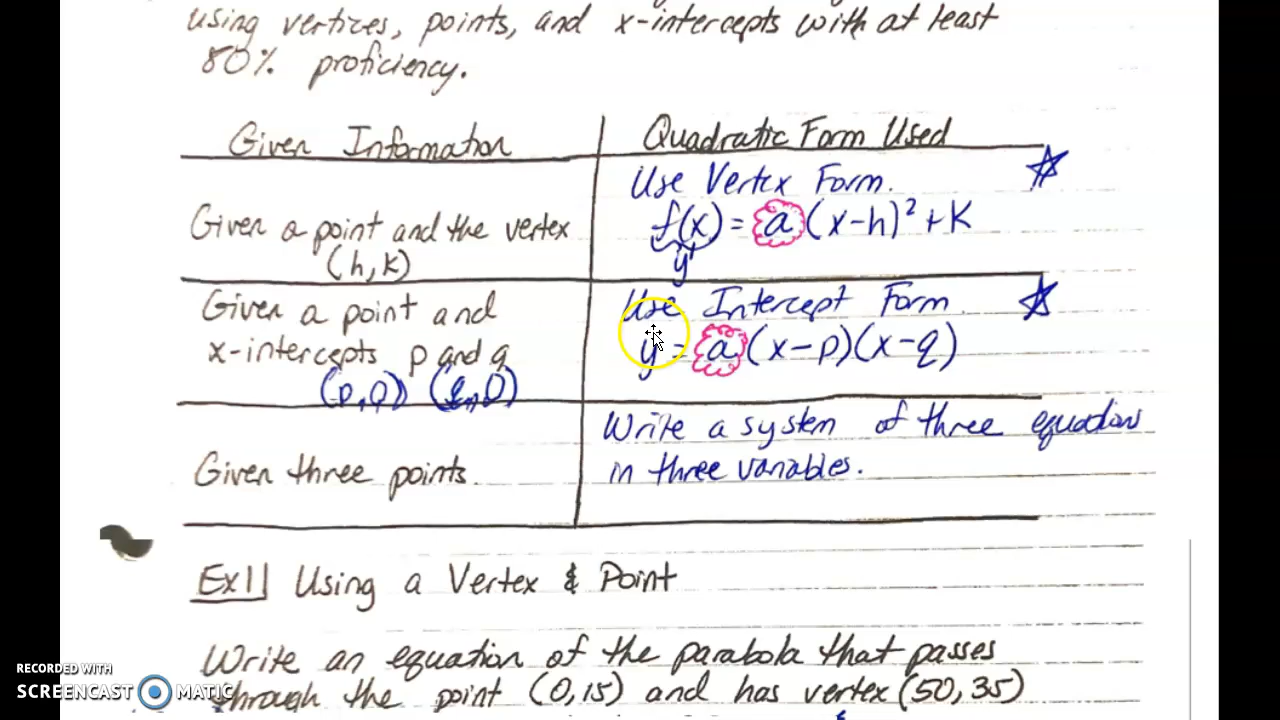 using vertices, points, and x-intercepts with at least
80% proficiency.
Given Information
Quadratic Form Used
Use Vertex Form.
Given a point and the vertex
(h, k)
f(x) = a (x-h)² + k
y
Given a point and
x-intercepts p and q
(p, 0) (q, 0)
Use Intercept Form
y = a (x-p)(x-q)
Given three points.
Write a system of three equations
in three variables.
Ex1 Using a Vertex & Point
Write an equation of the parabola that passes
through the point (0,15) and has vertex (50,35)
RECORDED WITH
SCREENCAST MATIC